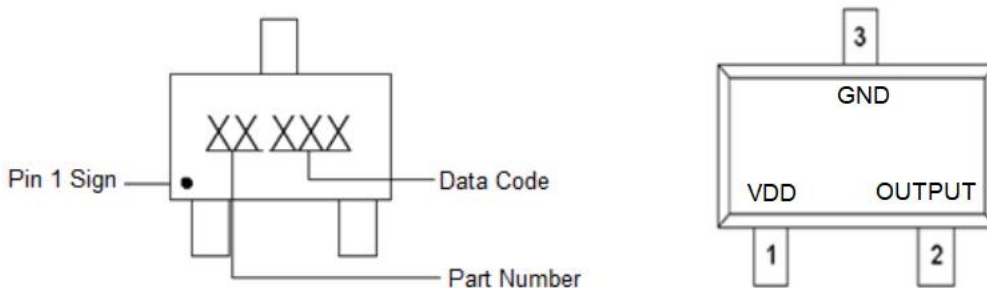 XX XXX
Pin 1 Sign
Data Code
Part Number
3
GND
VDD OUTPUT
1 2